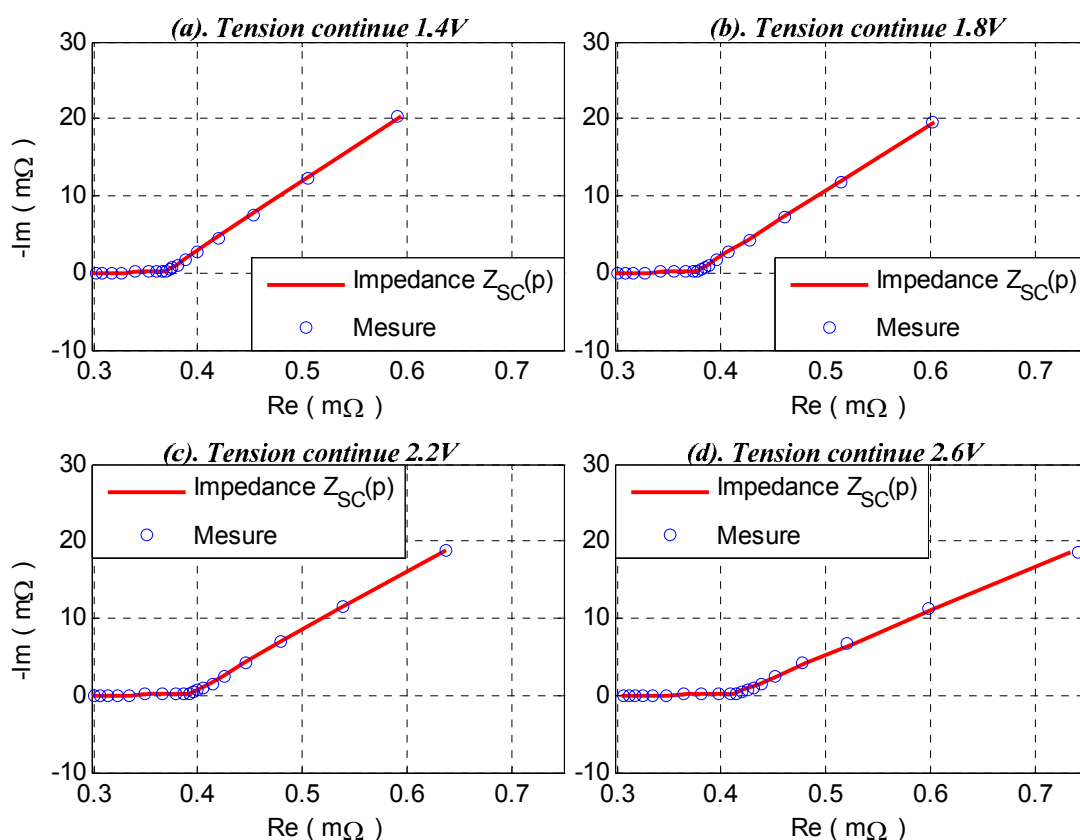 (a). Tension continue 1.4V
30
20
10
0
-10
-Im ( mΩ )
0.3 0.4 0.5 0.6 0.7
Re ( mΩ )
Impedance ZSC(p)
Mesure
(b). Tension continue 1.8V
30
20
10
0
-10
0.3 0.4 0.5 0.6 0.7
Re ( mΩ )
Impedance ZSC(p)
Mesure
(c). Tension continue 2.2V
30
20
10
0
-10
-Im ( mΩ )
0.3 0.4 0.5 0.6 0.7
Re ( mΩ )
Impedance ZSC(p)
Mesure
(d). Tension continue 2.6V
30
20
10
0
-10
0.3 0.4 0.5 0.6 0.7
Re ( mΩ )
Impedance ZSC(p)
Mesure